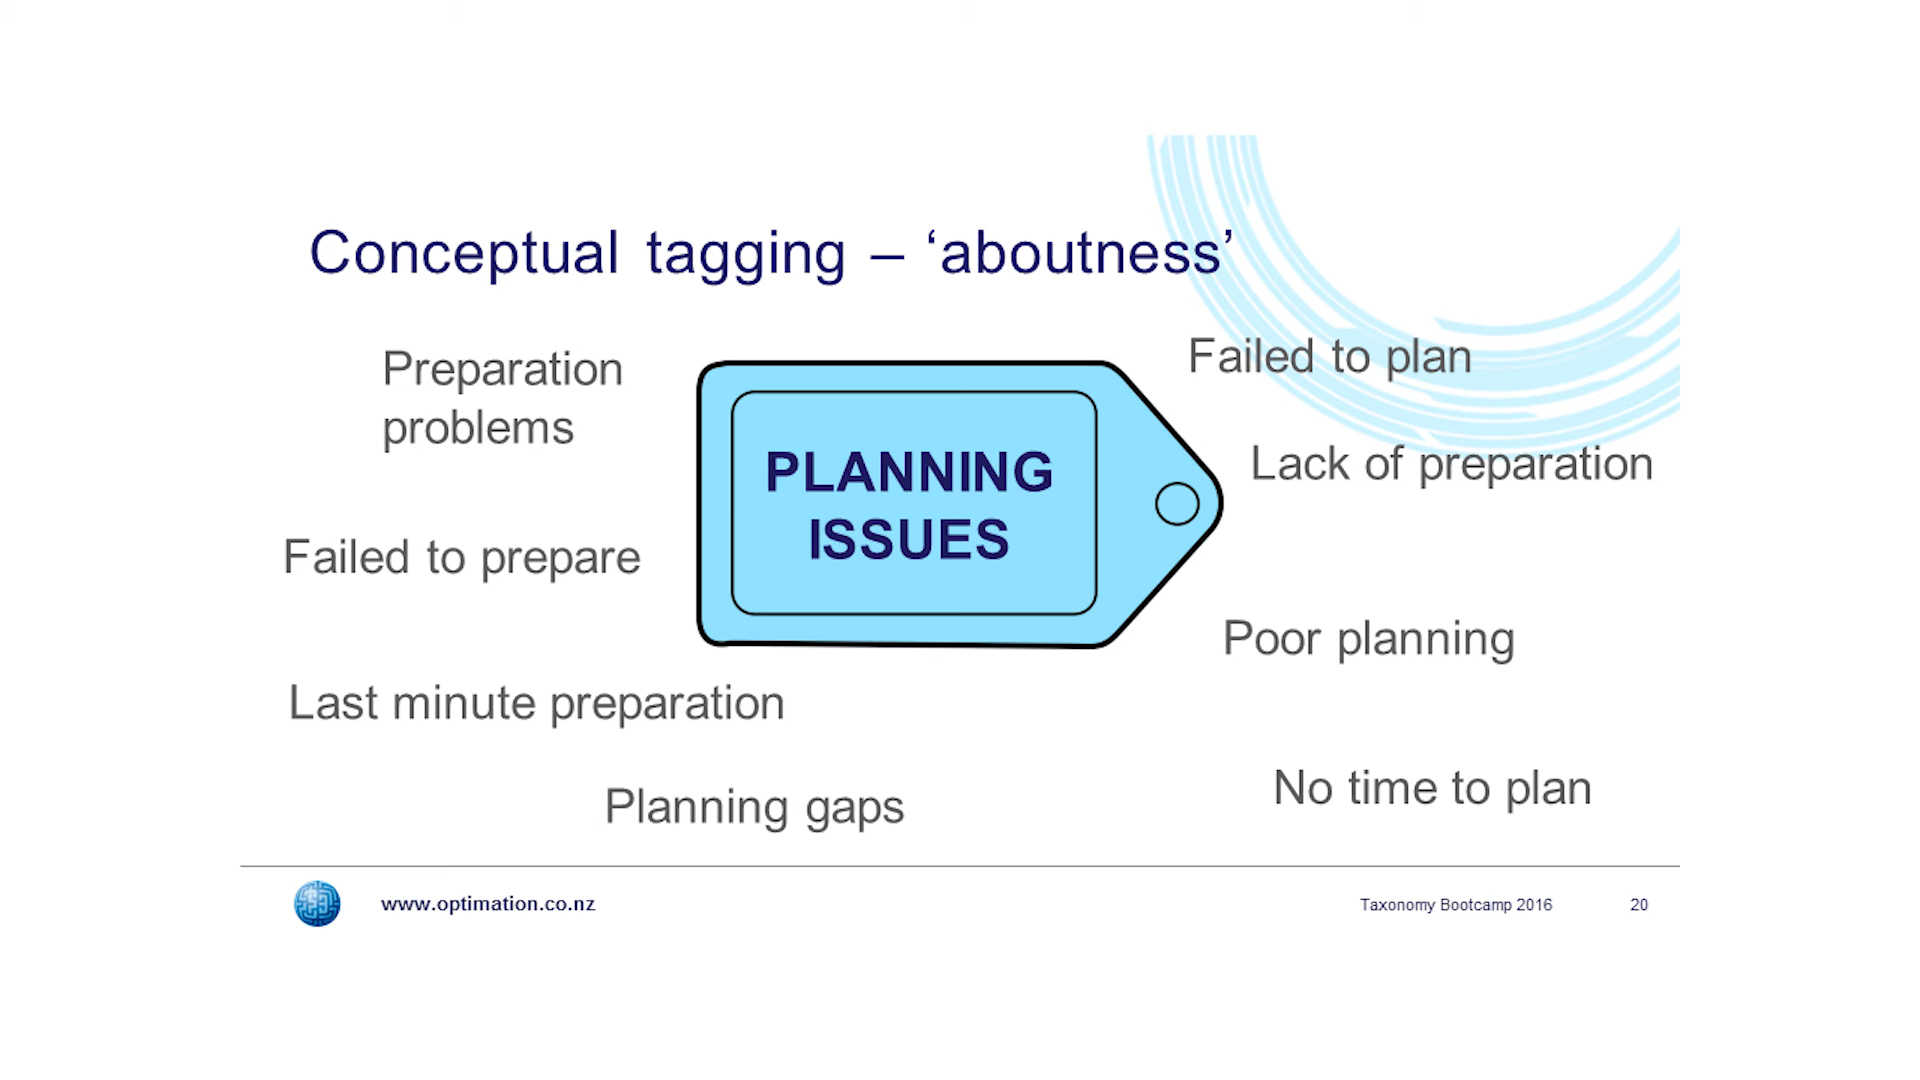 Conceptual tagging – ‘aboutness’
Preparation
problems
Failed to plan
PLANNING
ISSUES
Lack of preparation
Failed to prepare
Poor planning
Last minute preparation
No time to plan
Planning gaps
www.optimation.co.nz
Taxonomy Bootcamp 2016
20